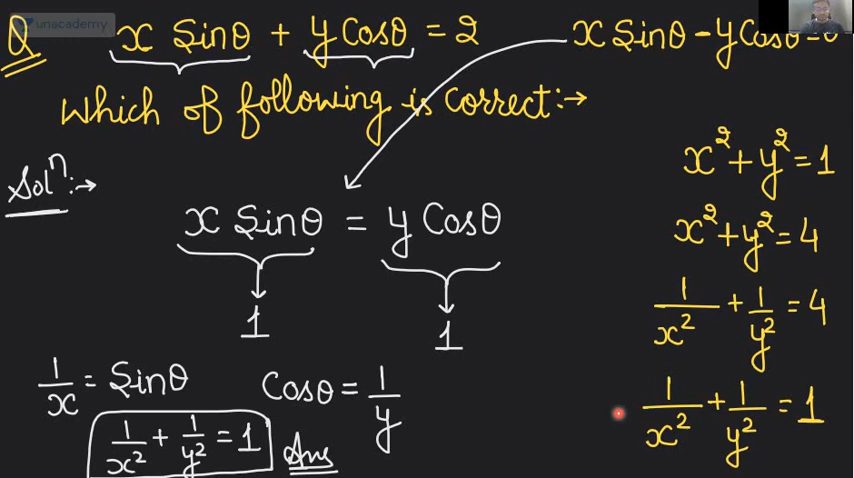 unacademy
Q x Sinθ + y Cosθ = 2 x Sinθ - y Cosθ = 0
Which of following is correct:→
x² + y² = 1
Solⁿ:→
x² + y² = 4
x Sinθ = y Cosθ
1/x² + 1/y² = 4
1 1
1/x = Sinθ Cosθ = 1/y
1/x² + 1/y² = 1
1/x² + 1/y² = 1 Ans